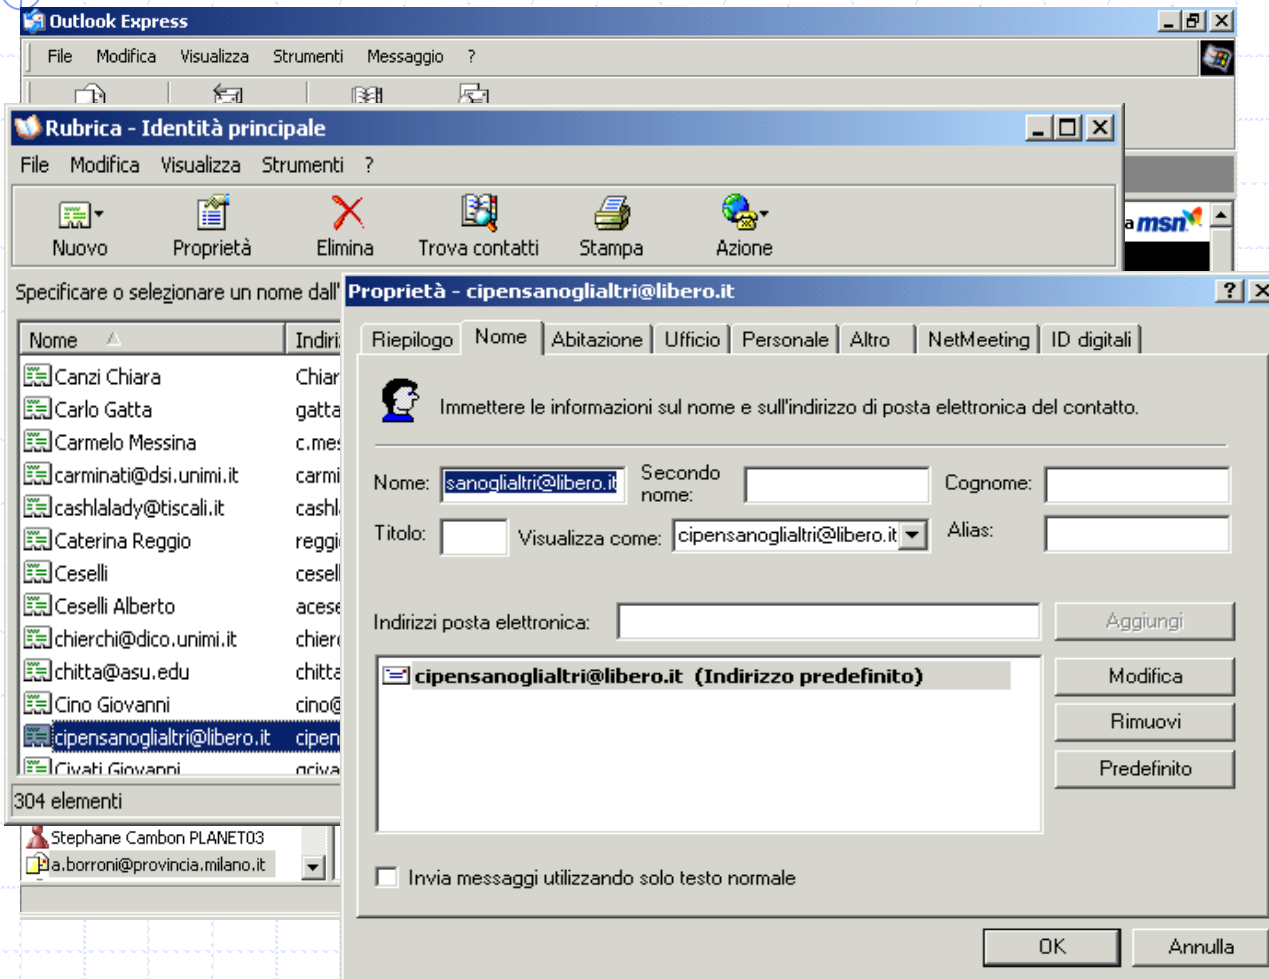 Outlook Express
File Modifica Visualizza Strumenti Messaggio ?
Rubrica - Identità principale
File Modifica Visualizza Strumenti ?
Nuovo Proprietà Elimina Trova contatti Stampa Azione
a msn
Specificare o selezionare un nome dall'
Nome Indiri
Canzi Chiara Chiar
Carlo Gatta gatta
Carmelo Messina c.mes
carminati@dsi.unimi.it carmi
cashlalady@tiscali.it cashl
Caterina Reggio reggi
Ceselli cesel
Ceselli Alberto acese
chierchi@dico.unimi.it chier
chitta@asu.edu chitta
Cino Giovanni cino@
cipensanoglialtri@libero.it cipen
Civati Giovanni gciva
304 elementi
Stephane Cambon PLANET03
a.borroni@provincia.milano.it
Proprietà - cipensanoglialtri@libero.it
Riepilogo Nome Abitazione Ufficio Personale Altro NetMeeting ID digitali
Immettere le informazioni sul nome e sull'indirizzo di posta elettronica del contatto.
Nome: sanoglialtri@libero.it Secondo nome: Cognome:
Titolo: Visualizza come: cipensanoglialtri@libero.it Alias:
Indirizzi posta elettronica: Aggiungi
cipensanoglialtri@libero.it (Indirizzo predefinito)
Modifica
Rimuovi
Predefinito
Invia messaggi utilizzando solo testo normale
OK Annulla